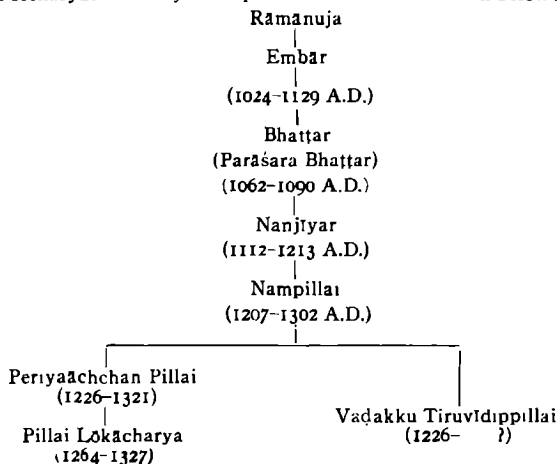 Rāmānuja
Embār
(1024-1129 A.D.)
Bhaṭṭar
(Parāśara Bhaṭṭar)
(1062-1090 A.D.)
Nanjīyar
(1112-1213 A.D.)
Nampillai
(1207-1302 A.D.)
Periyaāchchan Pillai
(1226-1321)
Pillai Lōkācharya
(1264-1327)
Vaḍakku Tiruvīdippillai
(1226- ?)